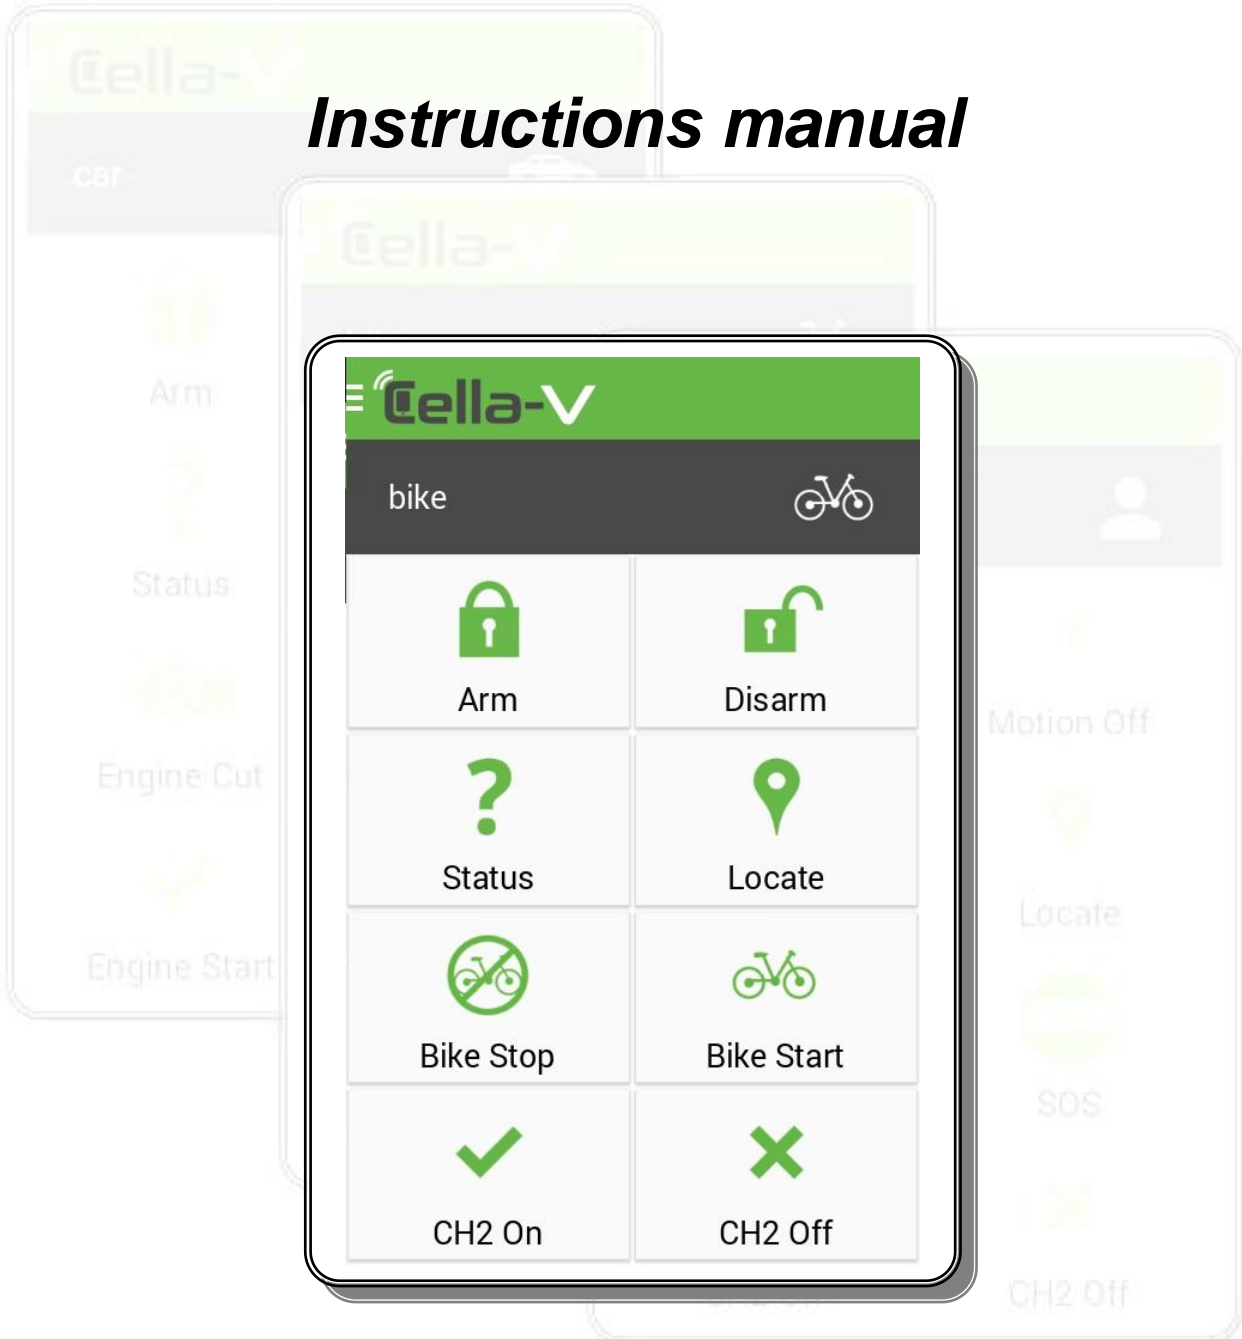 Cella-V
Instructions manual
car
Cella-V
Arm
Cella-V
bike
Status
Arm Disarm
Motion Off
Engine Cut
Status Locate
Locate
Engine Start
Bike Stop Bike Start
SOS
CH2 On CH2 Off
CH2 Off